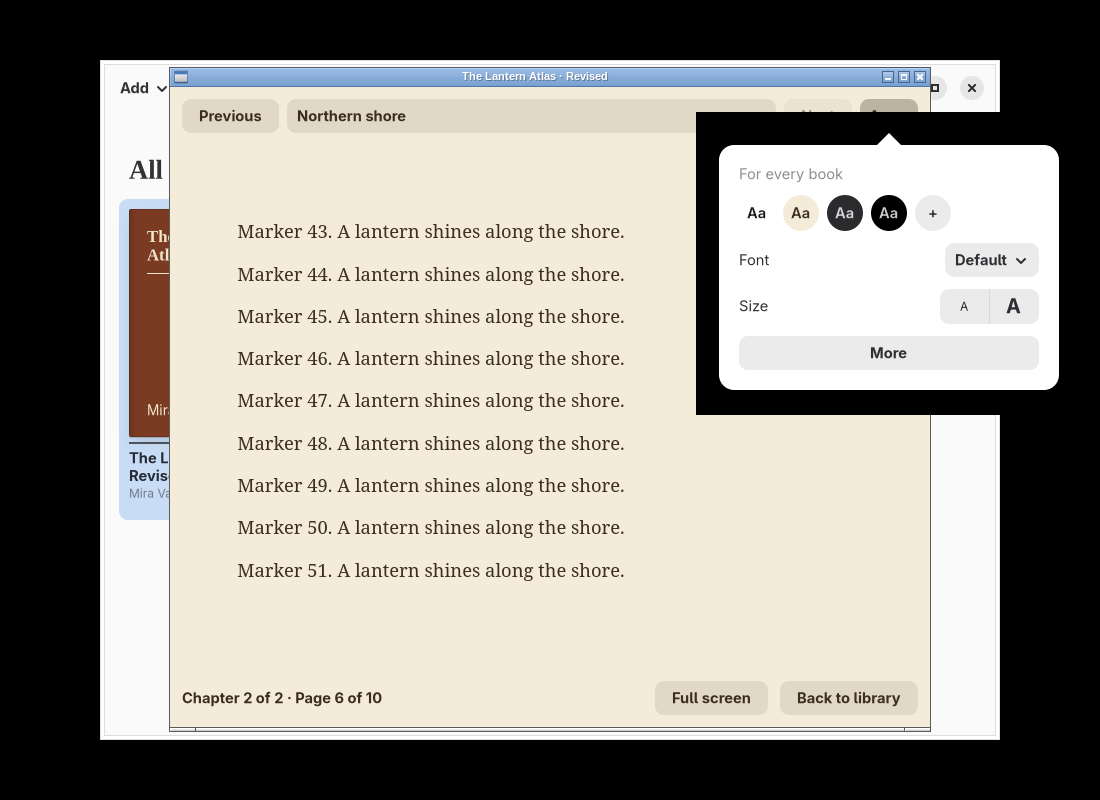 The Lantern Atlas · Revised
Add
Previous
Northern shore
All
For every book
Aa Aa Aa Aa +
Font
Default
Size
A A
More
Marker 43. A lantern shines along the shore.
Marker 44. A lantern shines along the shore.
Marker 45. A lantern shines along the shore.
Marker 46. A lantern shines along the shore.
Marker 47. A lantern shines along the shore.
Marker 48. A lantern shines along the shore.
Marker 49. A lantern shines along the shore.
Marker 50. A lantern shines along the shore.
Marker 51. A lantern shines along the shore.
The L
Chapter 2 of 2 · Page 6 of 10
Full screen
Back to library